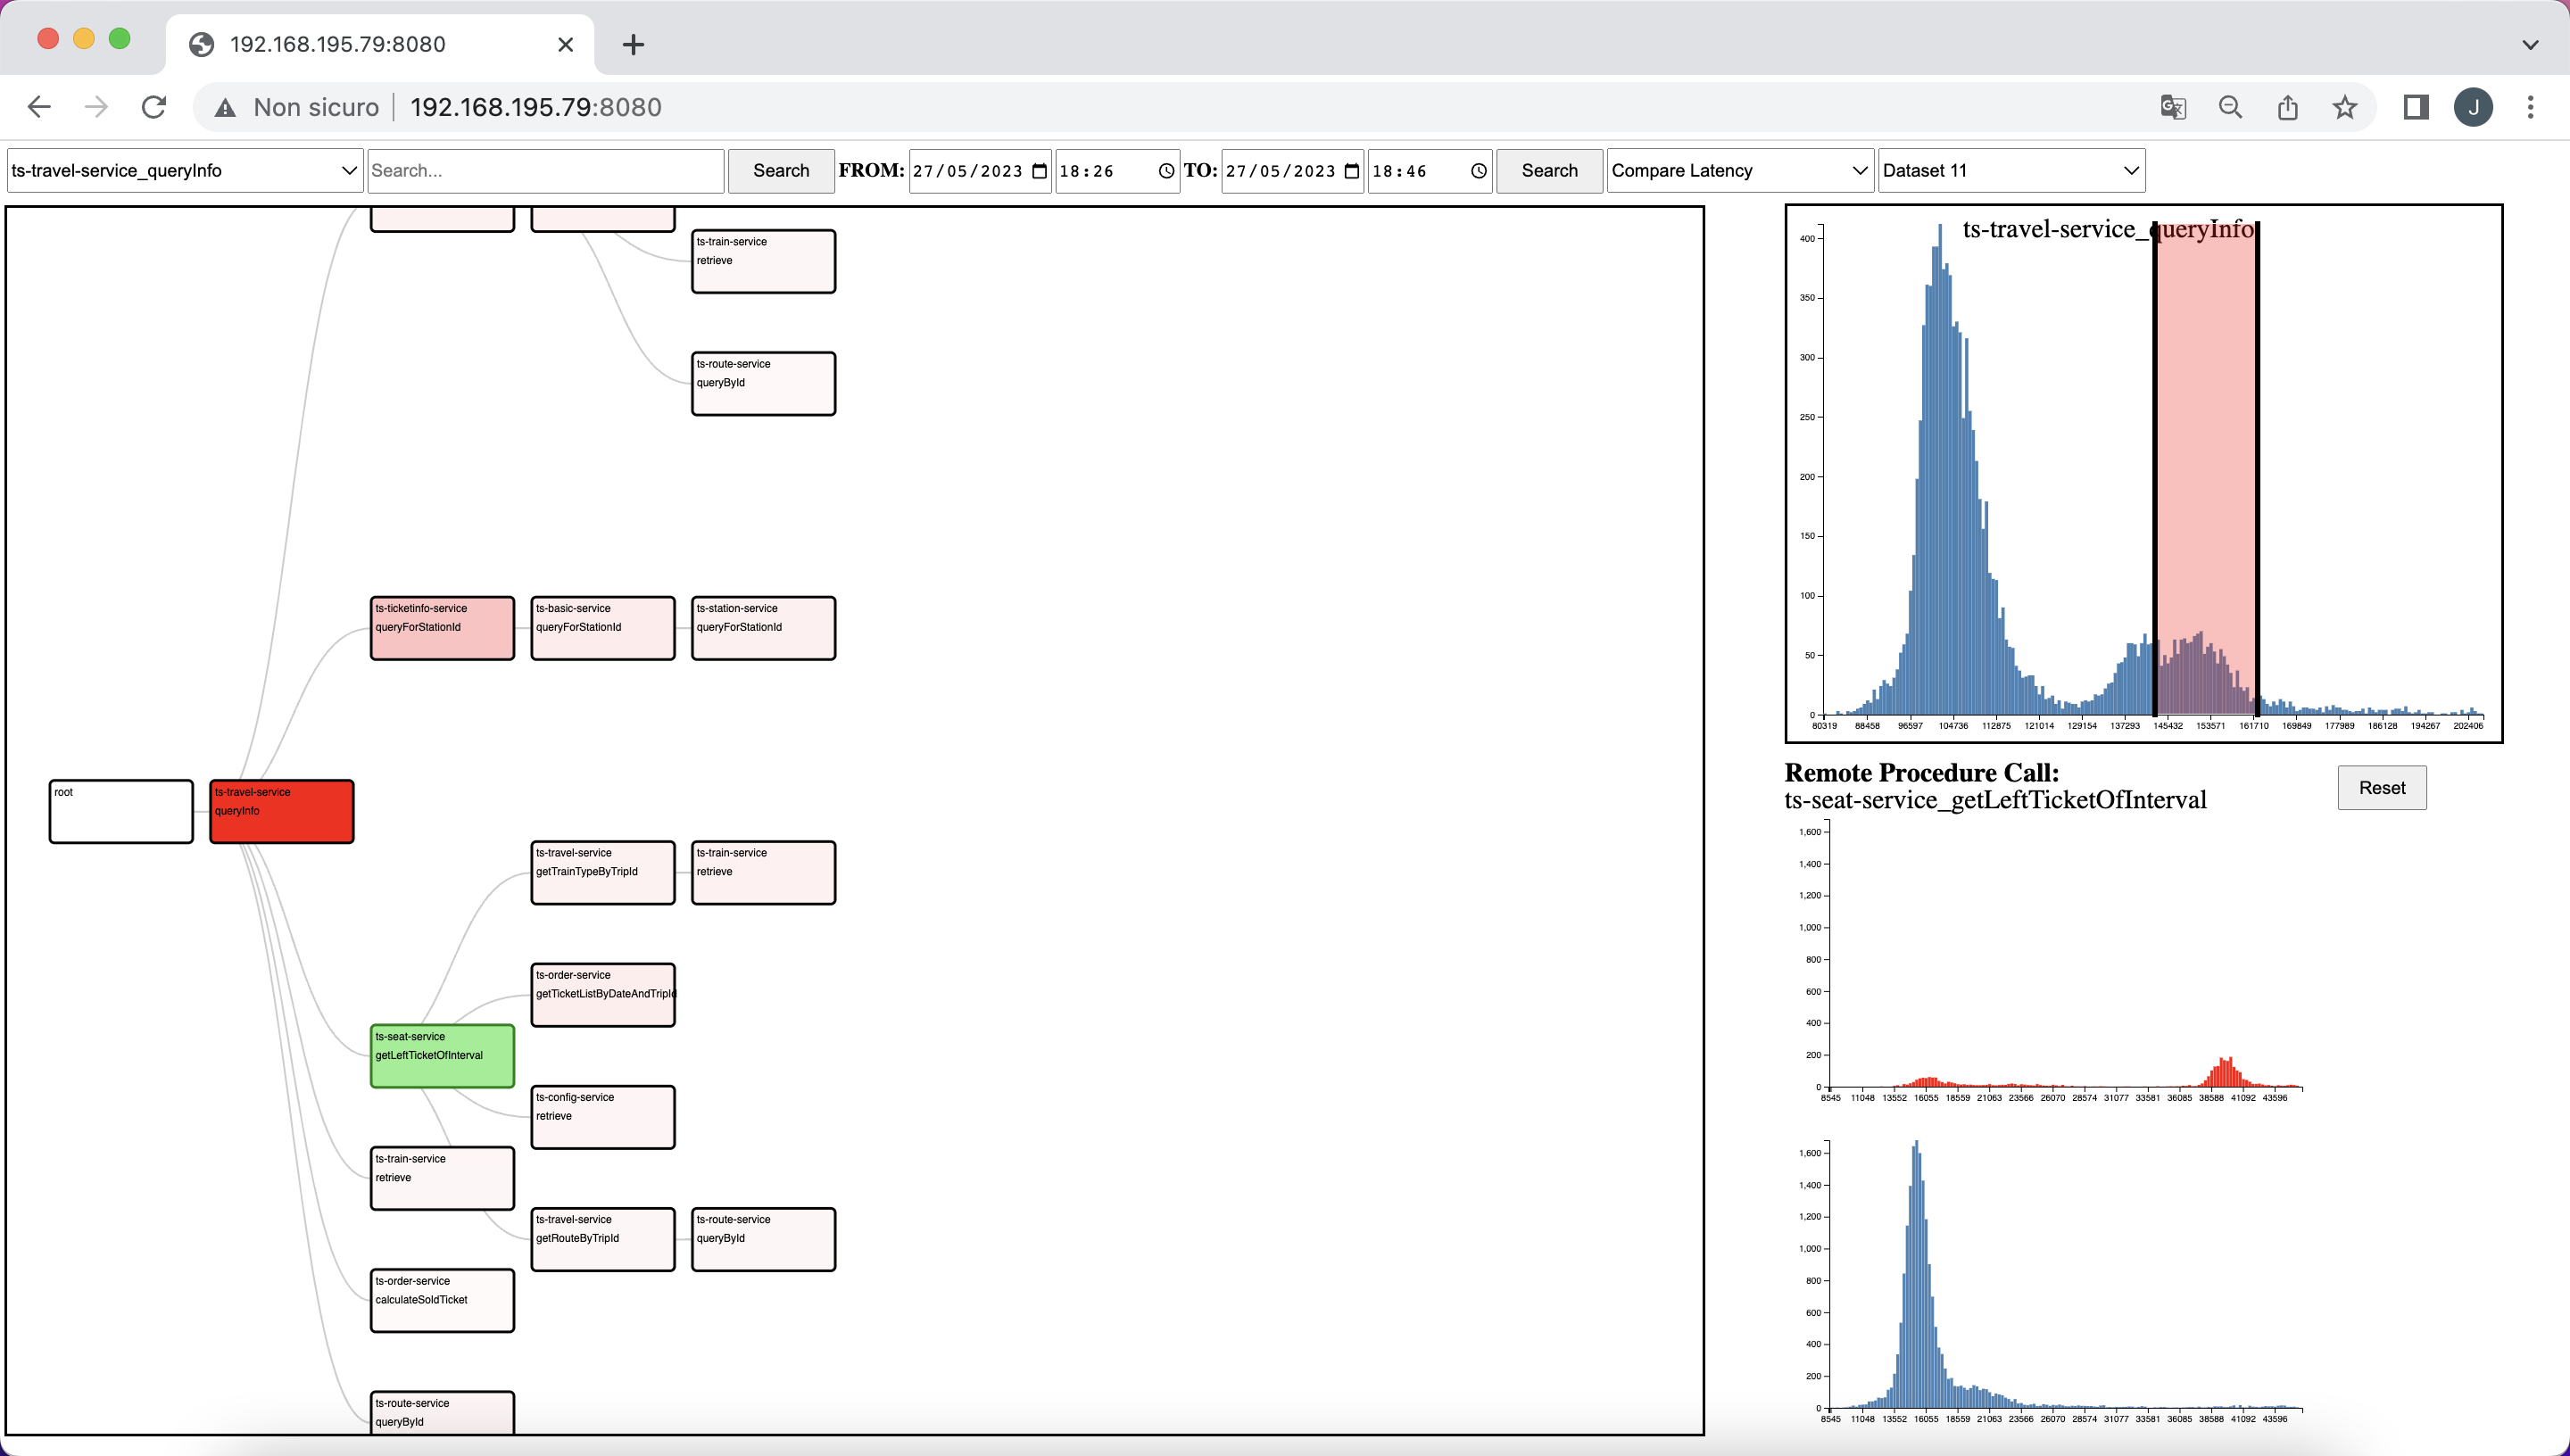 192.168.195.79:8080
Non sicuro 192.168.195.79:8080 J
ts-travel-service_queryInfo Search... Search FROM: 27/05/2023 18:26 TO: 27/05/2023 18:46 Search Compare Latency Dataset 11
ts-train-service
retrieve
ts-route-service
queryById
ts-ticketinfo-service
queryForStationId
ts-basic-service
queryForStationId
ts-station-service
queryForStationId
root
ts-travel-service
queryInfo
ts-travel-service
getTrainTypeByTripId
ts-train-service
retrieve
ts-order-service
getTicketListByDateAndTripId
ts-seat-service
getLeftTicketOfInterval
ts-config-service
retrieve
ts-train-service
retrieve
ts-travel-service
getRouteByTripId
ts-route-service
queryById
ts-order-service
calculateSoldTicket
ts-route-service
queryById
ts-travel-service_queryInfo
400
350
300
250
200
150
100
50
0
80319 88458 96597 104736 112875 121014 129154 137293 145432 153571 161710 169849 177989 186128 194267 202406
Remote Procedure Call:
ts-seat-service_getLeftTicketOfInterval
Reset
1,600
1,400
1,200
1,000
800
600
400
200
0
8545 11048 13552 16055 18559 21063 23566 26070 28574 31077 33581 36085 38588 41092 43596
1,600
1,400
1,200
1,000
800
600
400
200
0
8545 11048 13552 16055 18559 21063 23566 26070 28574 31077 33581 36085 38588 41092 43596